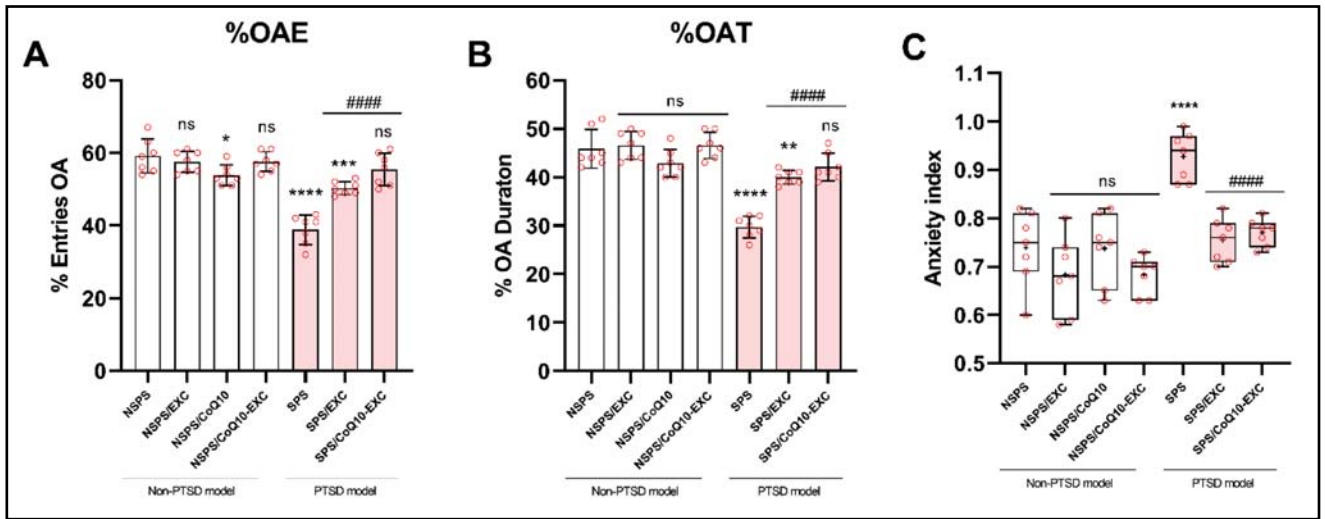 %OAE
A
% Entries OA
80
60
40
20
0
ns
*
ns
****
***
ns
####
NSPS
NSPS/EXC
NSPS/CoQ10
NSPS/CoQ10-EXC
SPS
SPS/EXC
SPS/CoQ10-EXC
Non-PTSD model
PTSD model
%OAT
B
% OA Duraton
60
50
40
30
20
10
0
ns
****
**
ns
####
NSPS
NSPS/EXC
NSPS/CoQ10
NSPS/CoQ10-EXC
SPS
SPS/EXC
SPS/CoQ10-EXC
Non-PTSD model
PTSD model
C
Anxiety index
1.1
1.0
0.9
0.8
0.7
0.6
0.5
ns
****
####
NSPS
NSPS/EXC
NSPS/CoQ10
NSPS/CoQ10-EXC
SPS
SPS/EXC
SPS/CoQ10-EXC
Non-PTSD model
PTSD model